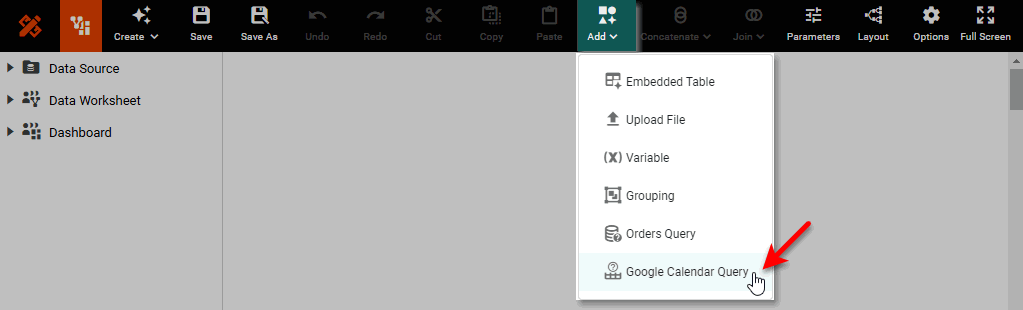 Create
Save
Save As
Undo
Redo
Cut
Copy
Paste
Add
Concatenate
Join
Parameters
Layout
Options
Full Screen
Data Source
Data Worksheet
Dashboard
Embedded Table
Upload File
(X) Variable
Grouping
Orders Query
Google Calendar Query